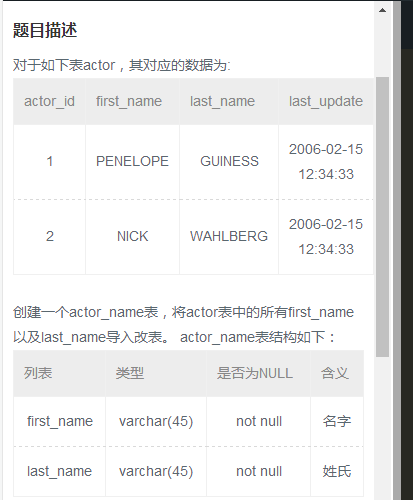 题目描述
对于如下表actor，其对应的数据为:
actor_id first_name last_name last_update
1 PENELOPE GUINESS 2006-02-15 12:34:33
2 NICK WAHLBERG 2006-02-15 12:34:33
创建一个actor_name表，将actor表中的所有first_name
以及last_name导入改表。 actor_name表结构如下：
列表 类型 是否为NULL 含义
first_name varchar(45) not null 名字
last_name varchar(45) not null 姓氏